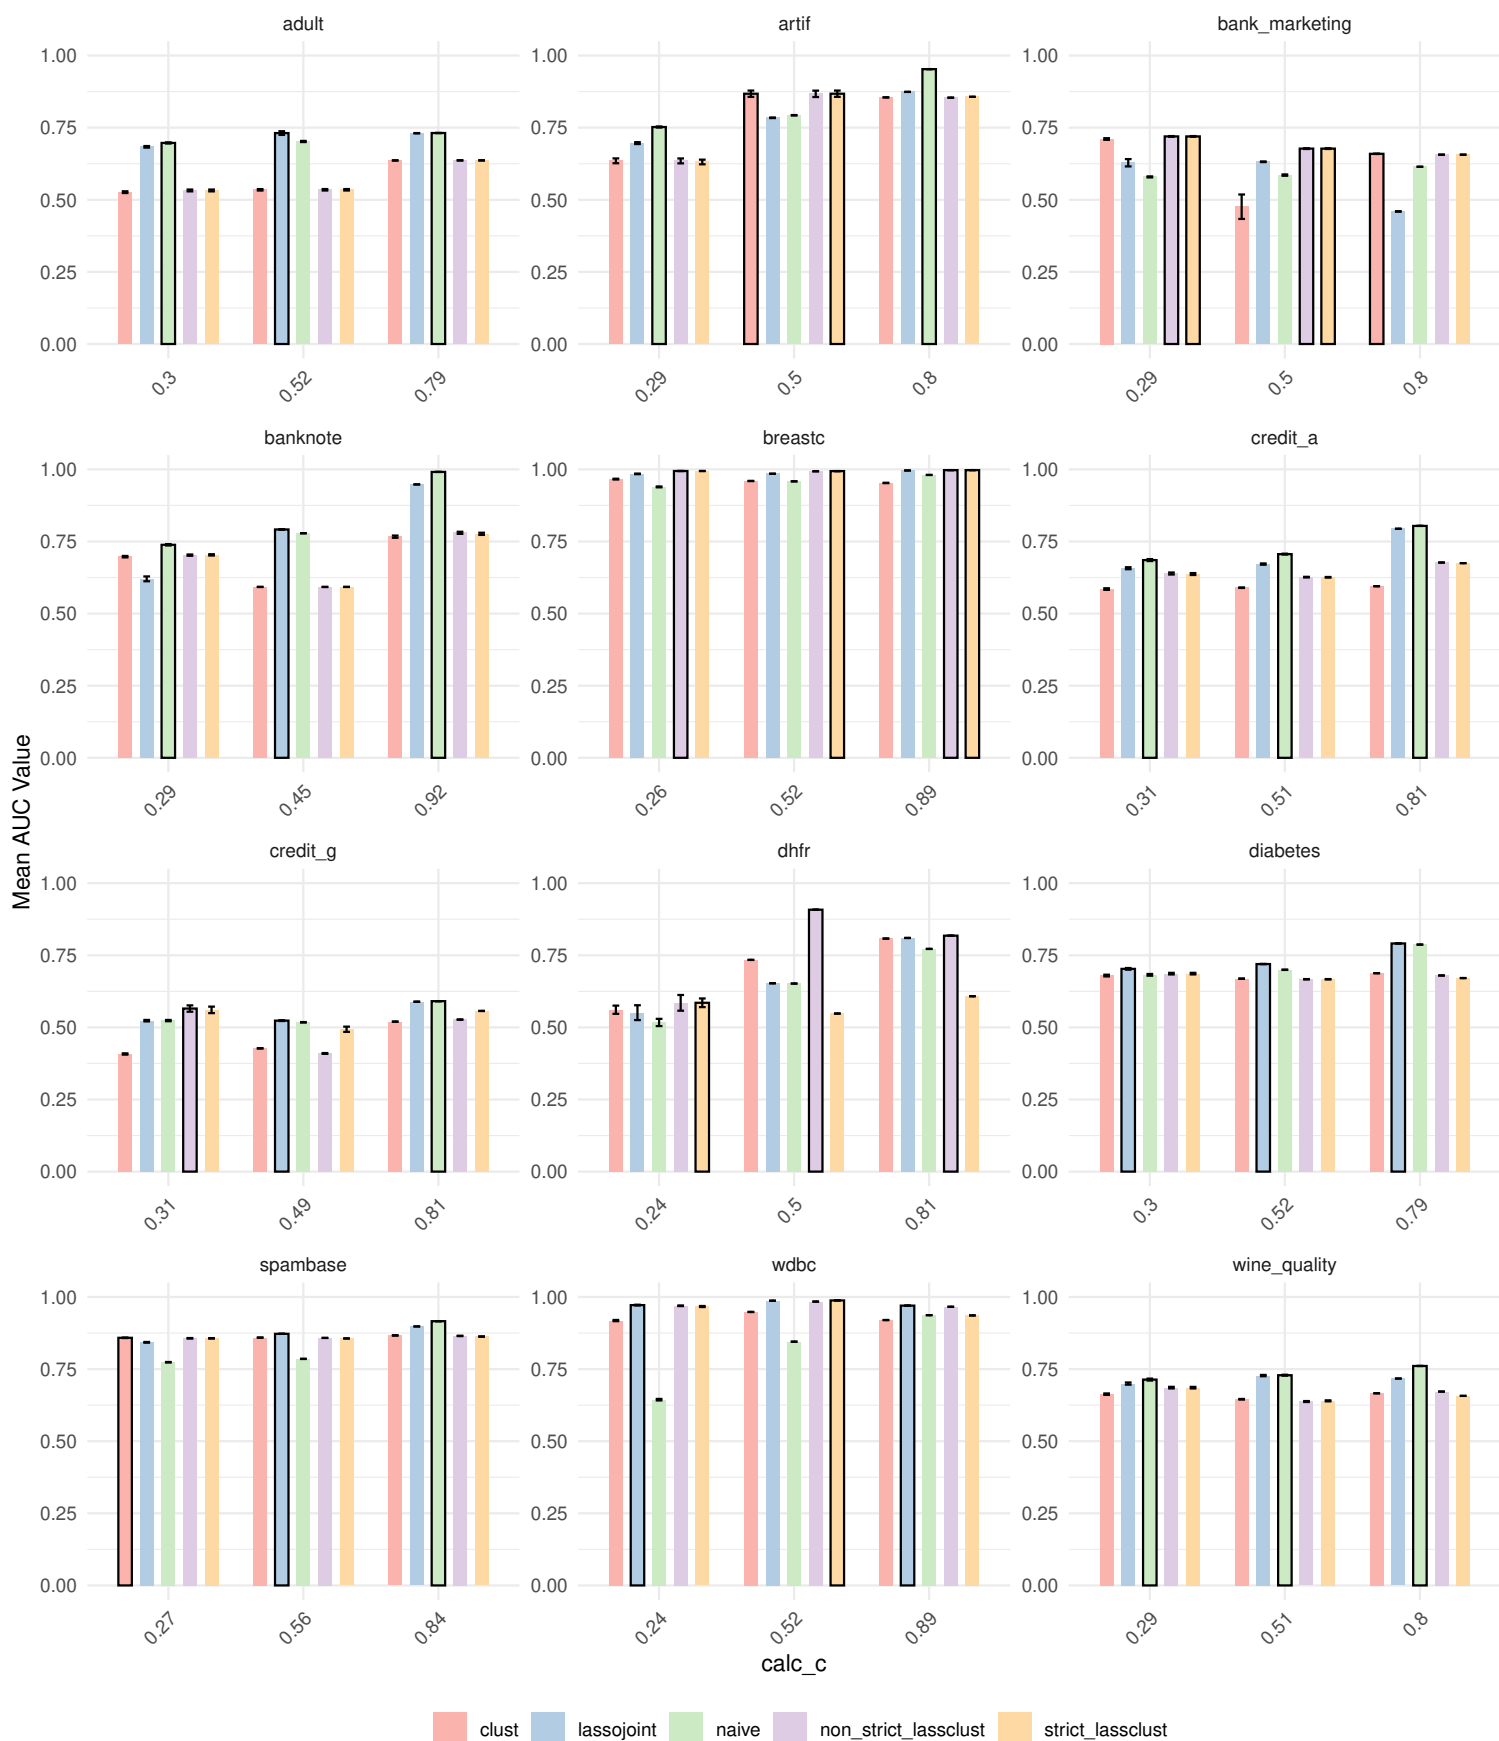 adult artif bank_marketing
1.00 1.00 1.00
0.75 0.75 0.75
0.50 0.50 0.50
0.25 0.25 0.25
0.00 0.00 0.00
0.3 0.52 0.79 0.29 0.5 0.8 0.29 0.5 0.8
banknote breastc credit_a
1.00 1.00 1.00
0.75 0.75 0.75
0.50 0.50 0.50
0.25 0.25 0.25
0.00 0.00 0.00
0.29 0.45 0.92 0.26 0.52 0.89 0.31 0.51 0.81
Mean AUC Value
credit_g dhfr diabetes
1.00 1.00 1.00
0.75 0.75 0.75
0.50 0.50 0.50
0.25 0.25 0.25
0.00 0.00 0.00
0.31 0.49 0.81 0.24 0.5 0.81 0.3 0.52 0.79
spambase wdbc wine_quality
1.00 1.00 1.00
0.75 0.75 0.75
0.50 0.50 0.50
0.25 0.25 0.25
0.00 0.00 0.00
0.27 0.56 0.84 0.24 0.52 0.89 0.29 0.51 0.8
calc_c
clust lassojoint naive non_strict_lassclust strict_lassclust